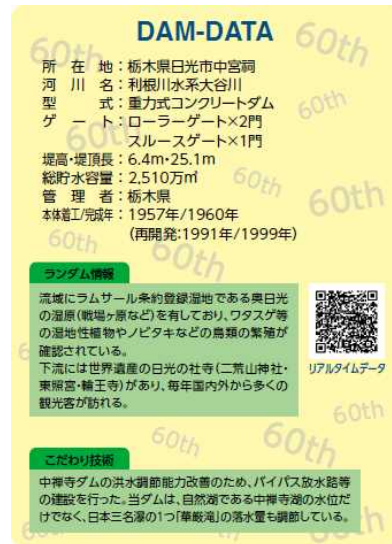 DAM-DATA
所在地：栃木県日光市中宮祠
河川名：利根川水系大谷川
型式：重力式コンクリートダム
ゲート：ローラーゲート×2門
スルースゲート×1門
堤高・堤頂長：6.4m・25.1m
総貯水容量：2,510万㎥
管理者：栃木県
本体着工/完成年：1957年/1960年
(再開発:1991年/1999年)
ランダム情報
流域にラムサール条約登録湿地である奥日光
の湿原(戦場ヶ原など)を有しており、ワタスゲ等
の湿地性植物やノビタキなどの鳥類の繁殖が
確認されている。
下流には世界遺産の日光の社寺(二荒山神社・
東照宮・輪王寺)があり、毎年国内外から多くの
観光客が訪れる。
リアルタイムデータ
こだわり技術
中禅寺ダムの洪水調節能力改善のため、バイパス放水路等
の建設を行った。当ダムは、自然湖である中禅寺湖の水位だ
けでなく、日本三名瀑の1つ「華厳滝」の落水量も調節している。
60th
60th
60th
60th
60th
60th
60th
60th
60th
60th
60th